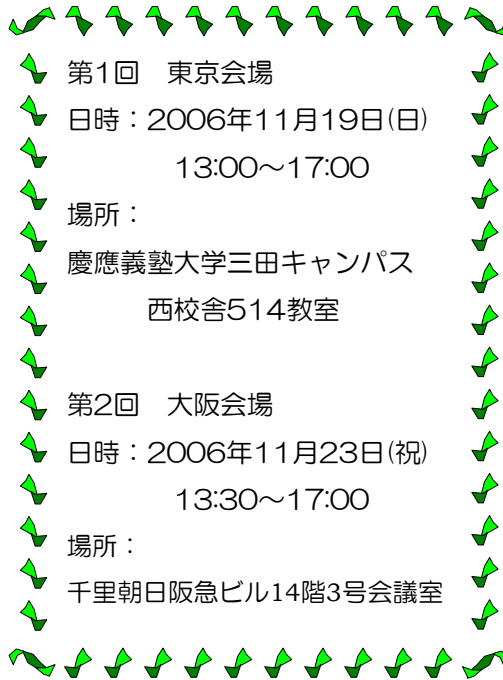 第1回　東京会場
日時：2006年11月19日(日)
13:00～17:00
場所：
慶應義塾大学三田キャンパス
西校舎514教室
第2回　大阪会場
日時：2006年11月23日(祝)
13:30～17:00
場所：
千里朝日阪急ビル14階3号会議室